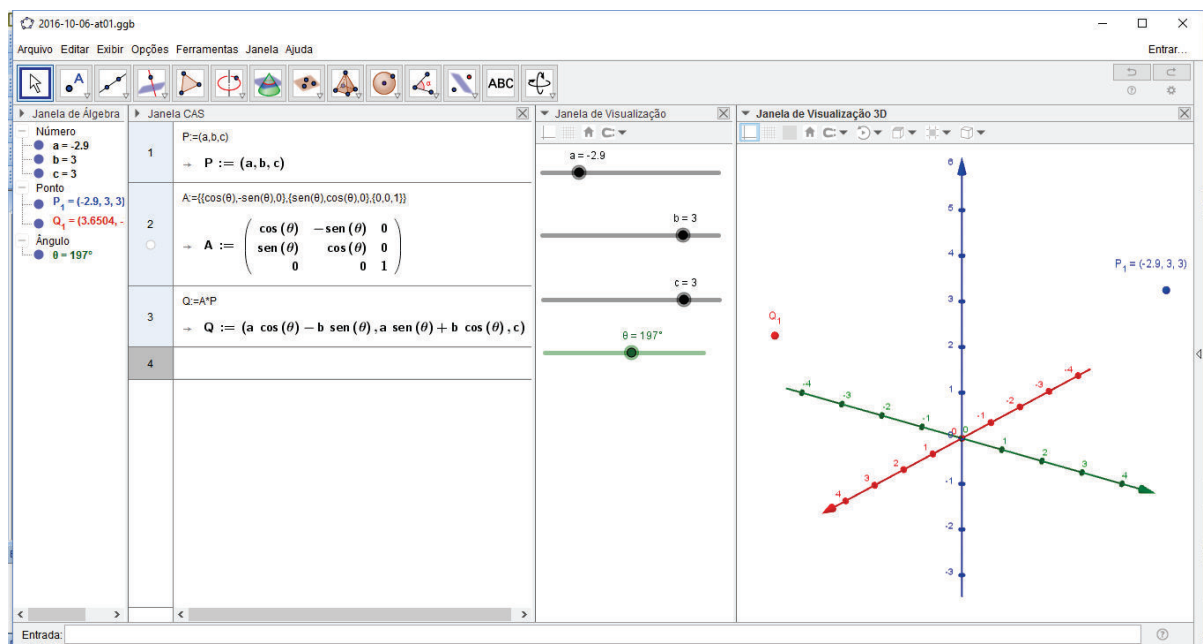 2016-10-06-at01.ggb
Arquivo Editar Exibir Opções Ferramentas Janela Ajuda
Entrar...
ABC
Janela de Álgebra
Número
a = -2.9
b = 3
c = 3
Ponto
P1 = (-2.9, 3, 3)
Q1 = (3.6504, -
Ângulo
θ = 197°
Janela CAS
1
P:=(a,b,c)
→ P := (a, b, c)
2
A:={{cos(θ),-sen(θ),0},{sen(θ),cos(θ),0},{0,0,1}}
cos (θ) −sen (θ) 0
→ A := sen (θ) cos (θ) 0
0 0 1
3
Q:=A*P
→ Q := (a cos (θ) − b sen (θ) , a sen (θ) + b cos (θ) , c)
4
Janela de Visualização
a = -2.9
b = 3
c = 3
θ = 197°
Janela de Visualização 3D
6
5
4
3
2
1
0
-1
-2
-3
P1 = (-2.9, 3, 3)
Q1
-4
-3
-2
-1
0
1
2
3
4
-4
-3
-2
-1
0
1
2
3
4
Entrada: